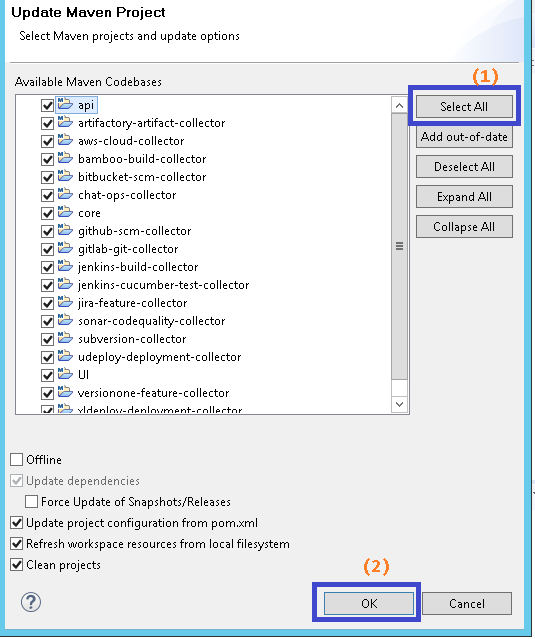 Update Maven Project
Select Maven projects and update options
Available Maven Codebases
(1)
api
artifactory-artifact-collector
aws-cloud-collector
bamboo-build-collector
bitbucket-scm-collector
chat-ops-collector
core
github-scm-collector
gitlab-git-collector
jenkins-build-collector
jenkins-cucumber-test-collector
jira-feature-collector
sonar-codequality-collector
subversion-collector
udeploy-deployment-collector
UI
versionone-feature-collector
xldeploy-deployment-collector
Select All
Add out-of-date
Deselect All
Expand All
Collapse All
Offline
Update dependencies
Force Update of Snapshots/Releases
Update project configuration from pom.xml
Refresh workspace resources from local filesystem
Clean projects
(2)
?
OK
Cancel